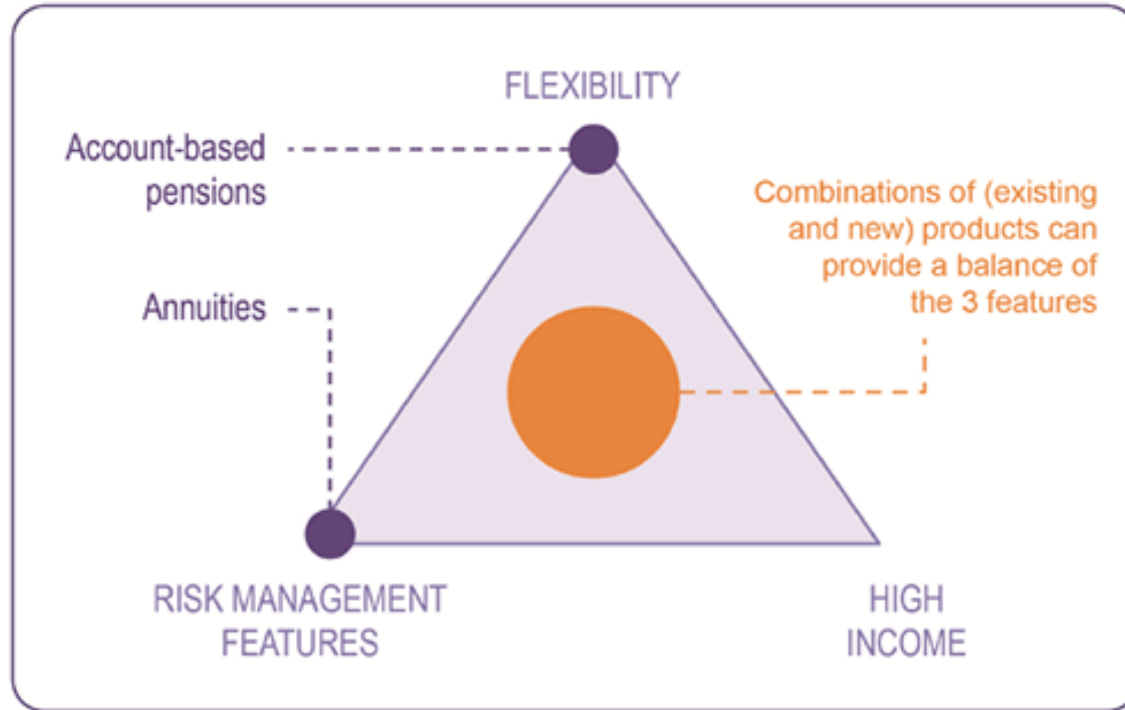 FLEXIBILITY
Account-based
pensions
Combinations of (existing
and new) products can
provide a balance of
the 3 features
Annuities
RISK MANAGEMENT
FEATURES
HIGH
INCOME